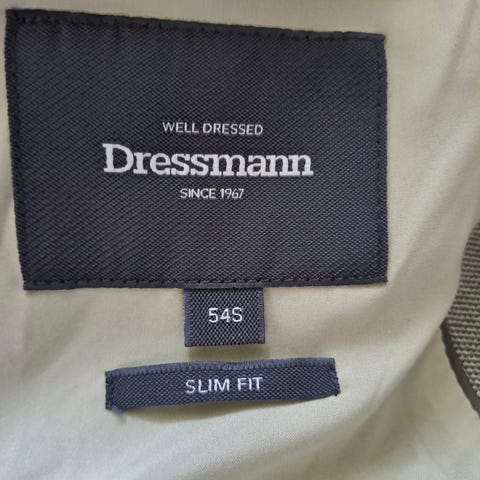 WELL DRESSED
Dressmann
SINCE 1967
54S
SLIM FIT